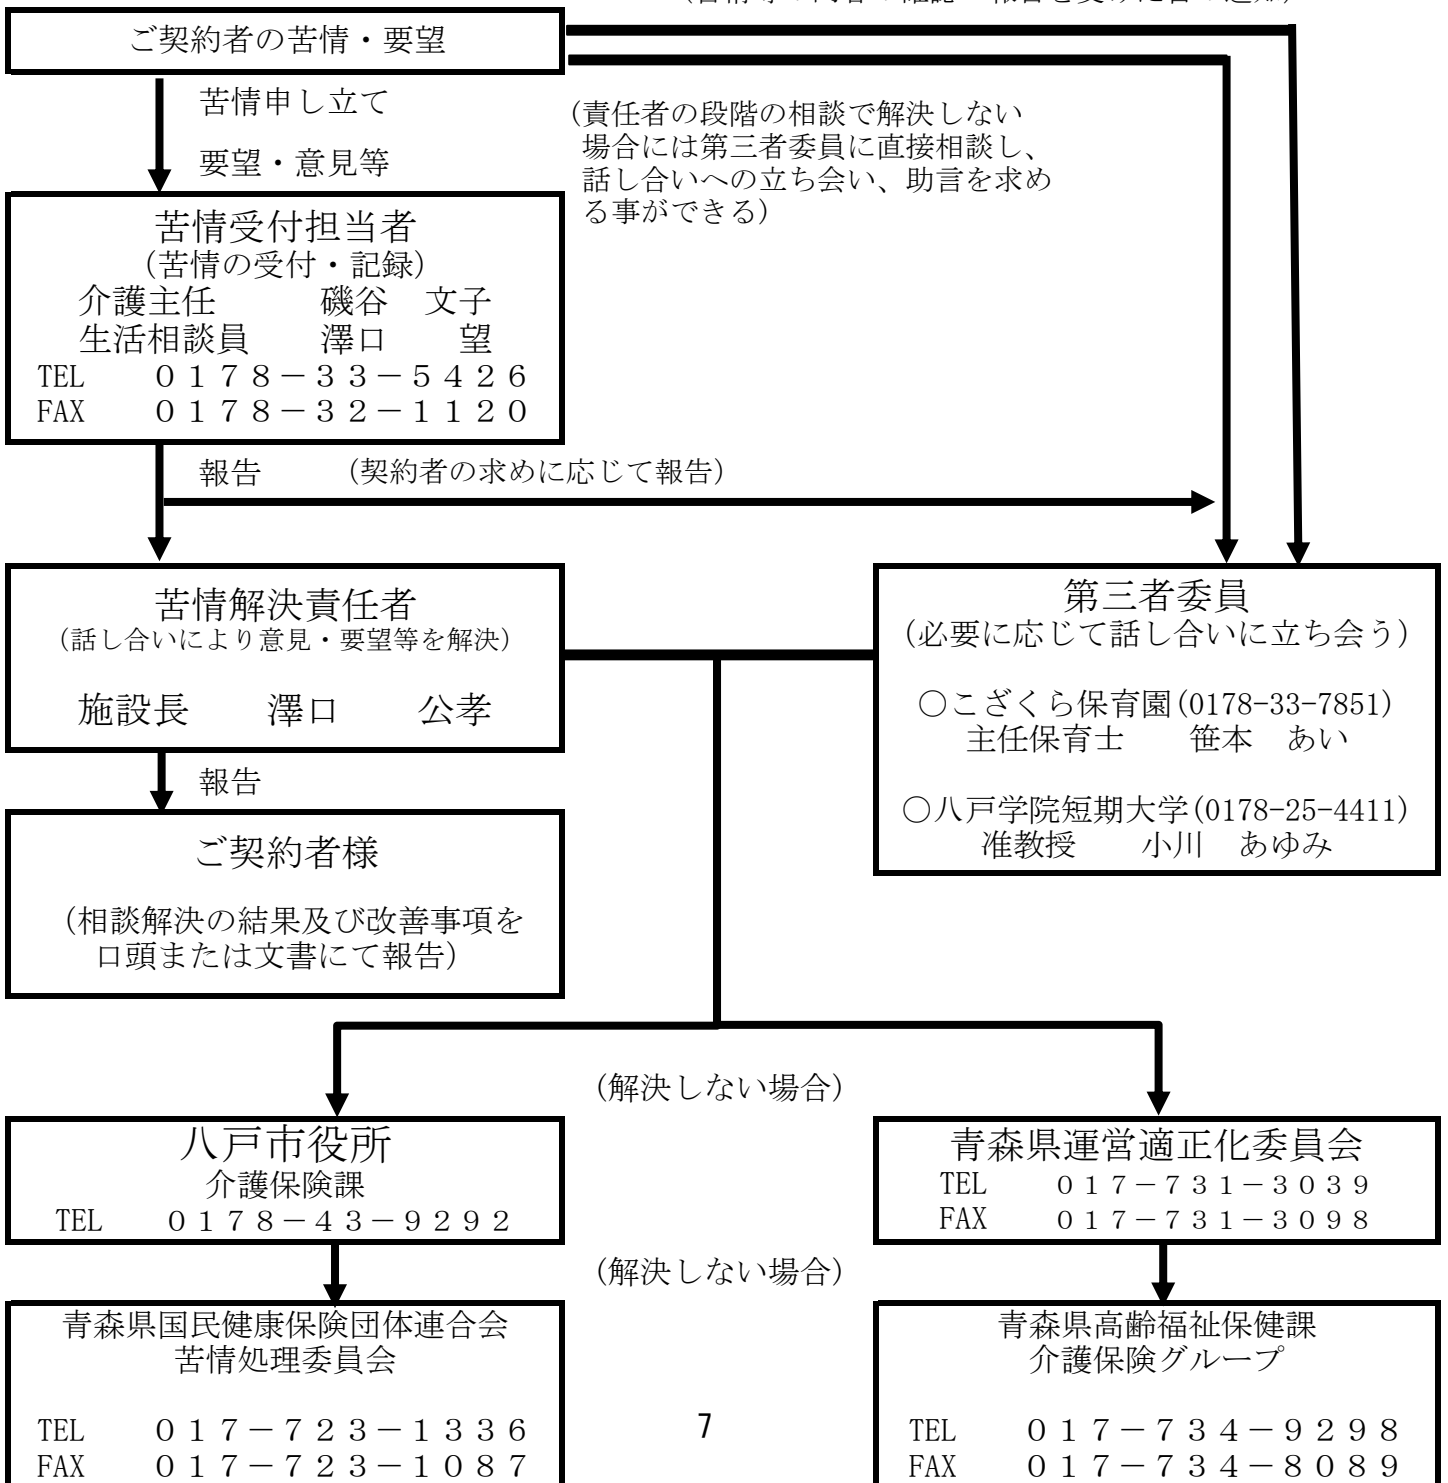 ご契約者の苦情・要望
苦情申し立て
要望・意見等
(責任者の段階の相談で解決しない
場合には第三者委員に直接相談し、
話し合いへの立ち会い、助言を求め
る事ができる)
苦情受付担当者
(苦情の受付・記録)
介護主任　　　磯谷　文子
生活相談員　　澤口　　望
TEL　　０１７８－３３－５４２６
FAX　　０１７８－３２－１１２０
報告　　(契約者の求めに応じて報告)
苦情解決責任者
(話し合いにより意見・要望等を解決)
施設長　　澤口　　公孝
第三者委員
(必要に応じて話し合いに立ち会う)
○こざくら保育園(0178-33-7851)
主任保育士　　笹本　あい
○八戸学院短期大学(0178-25-4411)
准教授　　小川　あゆみ
報告
ご契約者様
(相談解決の結果及び改善事項を
口頭または文書にて報告)
(解決しない場合)
八戸市役所
介護保険課
TEL　　０１７８－４３－９２９２
青森県運営適正化委員会
TEL　　０１７－７３１－３０３９
FAX　　０１７－７３１－３０９８
(解決しない場合)
青森県国民健康保険団体連合会
苦情処理委員会
TEL　　０１７－７２３－１３３６
FAX　　０１７－７２３－１０８７
青森県高齢福祉保健課
介護保険グループ
TEL　　０１７－７３４－９２９８
FAX　　０１７－７３４－８０８９
7